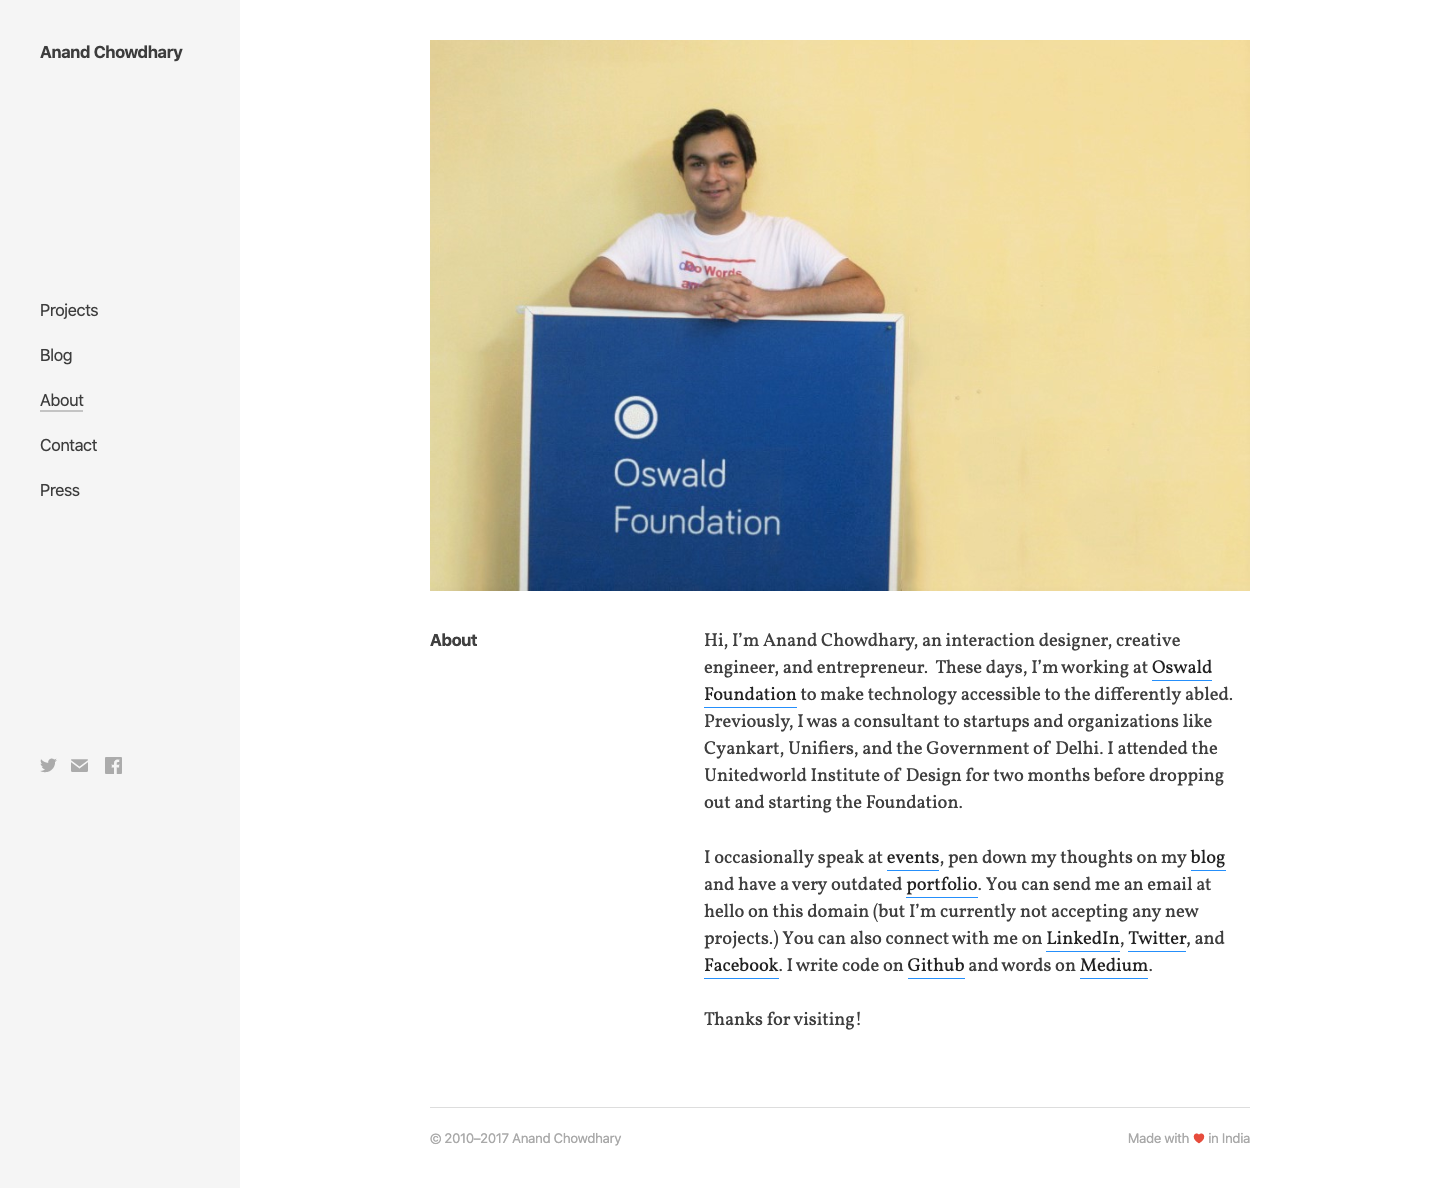 Anand Chowdhary
Projects
Blog
About
Contact
Press
Do Words
Oswald
Foundation
About
Hi, I’m Anand Chowdhary, an interaction designer, creative
engineer, and entrepreneur. These days, I’m working at Oswald
Foundation to make technology accessible to the differently abled.
Previously, I was a consultant to startups and organizations like
Cyankart, Unifiers, and the Government of Delhi. I attended the
Unitedworld Institute of Design for two months before dropping
out and starting the Foundation.
I occasionally speak at events, pen down my thoughts on my blog
and have a very outdated portfolio. You can send me an email at
hello on this domain (but I’m currently not accepting any new
projects.) You can also connect with me on LinkedIn, Twitter, and
Facebook. I write code on Github and words on Medium.
Thanks for visiting!
© 2010–2017 Anand Chowdhary
Made with ♥ in India